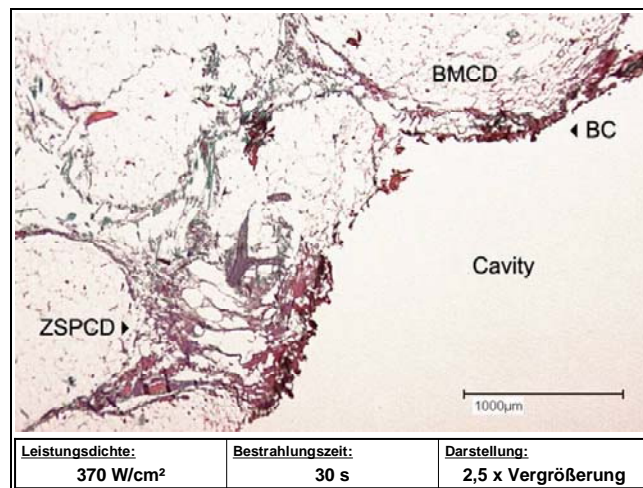 BMCD
BC
Cavity
ZSPCD
1000µm
Leistungsdichte:
370 W/cm²
Bestrahlungszeit:
30 s
Darstellung:
2,5 x Vergrößerung